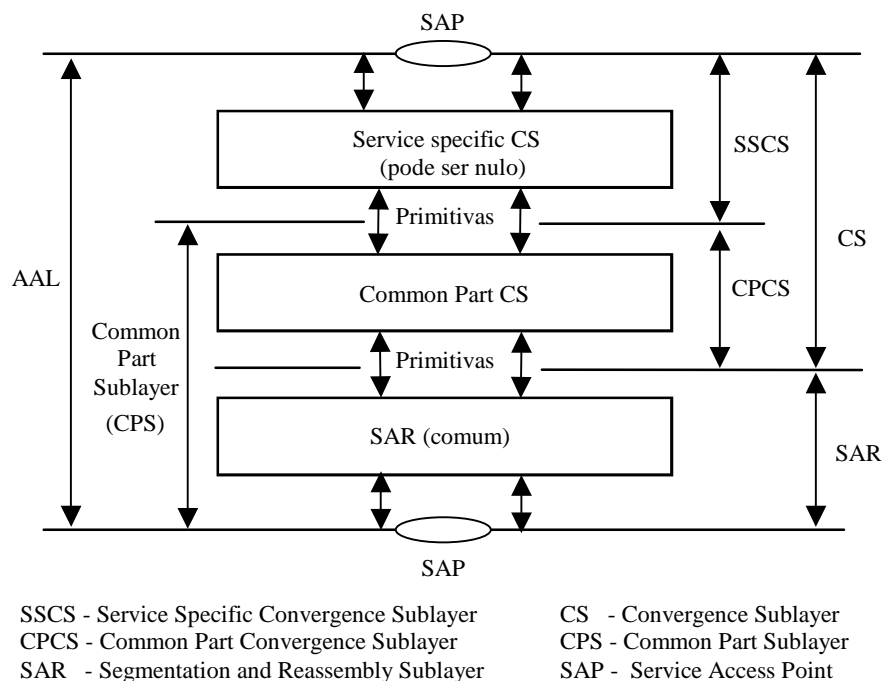 SAP
Service specific CS
(pode ser nulo)
SSCS
Primitivas
CS
AAL
Common Part CS
CPCS
Common
Part
Sublayer
(CPS)
Primitivas
SAR (comum)
SAR
SAP
SSCS - Service Specific Convergence Sublayer
CS - Convergence Sublayer
CPCS - Common Part Convergence Sublayer
CPS - Common Part Sublayer
SAR - Segmentation and Reassembly Sublayer
SAP - Service Access Point